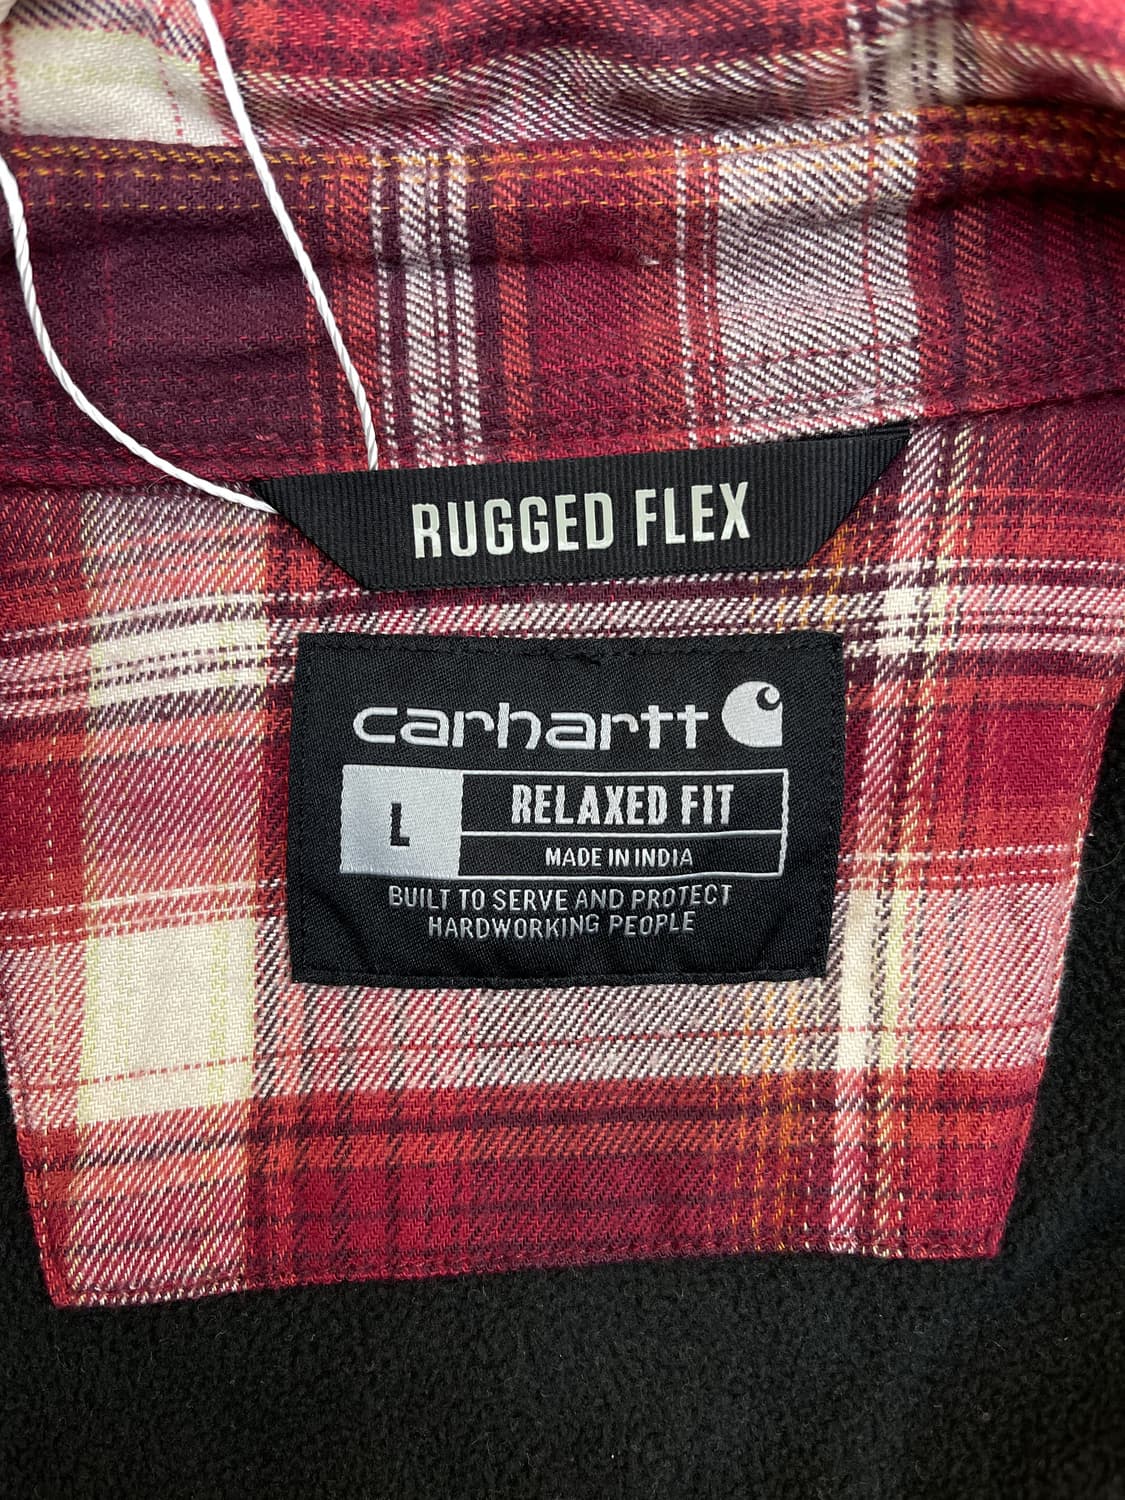 RUGGED FLEX
carhartt
L
RELAXED FIT
MADE IN INDIA
BUILT TO SERVE AND PROTECT
HARDWORKING PEOPLE